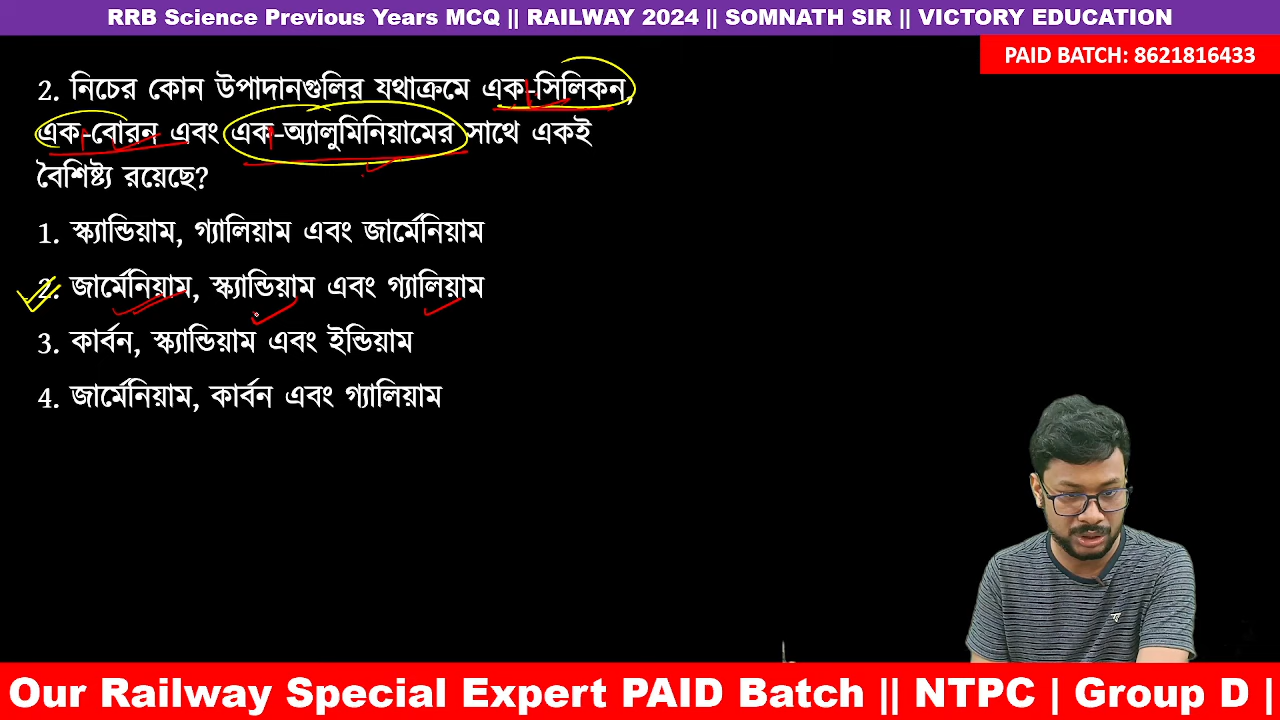 RRB Science Previous Years MCQ || RAILWAY 2024 || SOMNATH SIR || VICTORY EDUCATION
PAID BATCH: 8621816433
2. নিচের কোন উপাদানগুলির যথাক্রমে এক-সিলিকন,
এক-বোরন এবং এক-অ্যালুমিনিয়ামের সাথে একই
বৈশিষ্ট্য রয়েছে?
1. স্ক্যান্ডিয়াম, গ্যালিয়াম এবং জার্মেনিয়াম
2. জার্মেনিয়াম, স্ক্যান্ডিয়াম এবং গ্যালিয়াম
3. কার্বন, স্ক্যান্ডিয়াম এবং ইন্ডিয়াম
4. জার্মেনিয়াম, কার্বন এবং গ্যালিয়াম
Our Railway Special Expert PAID Batch || NTPC | Group D |